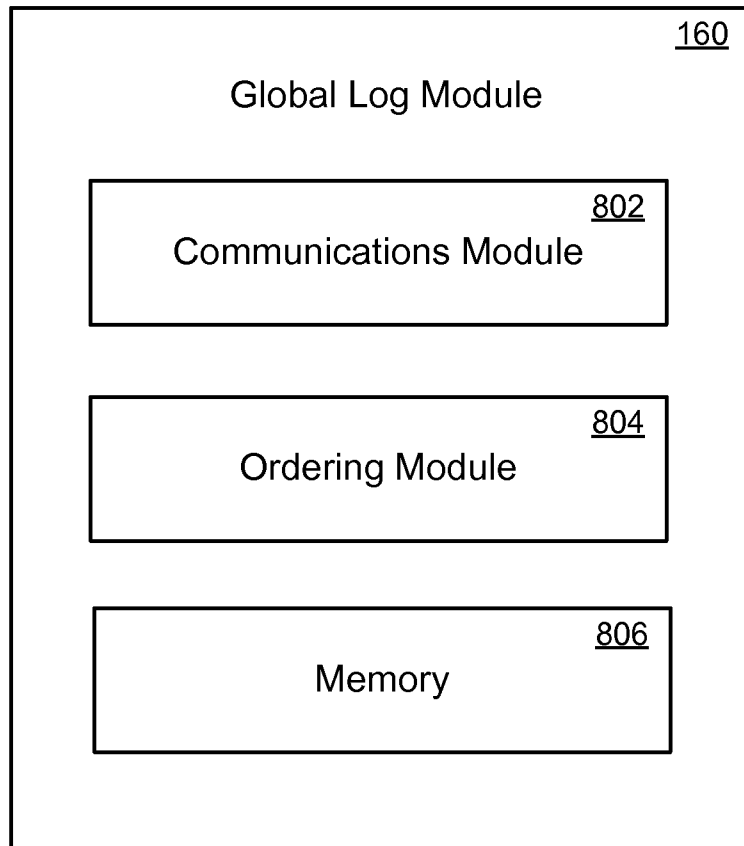 160
Global Log Module
802
Communications Module
804
Ordering Module
806
Memory